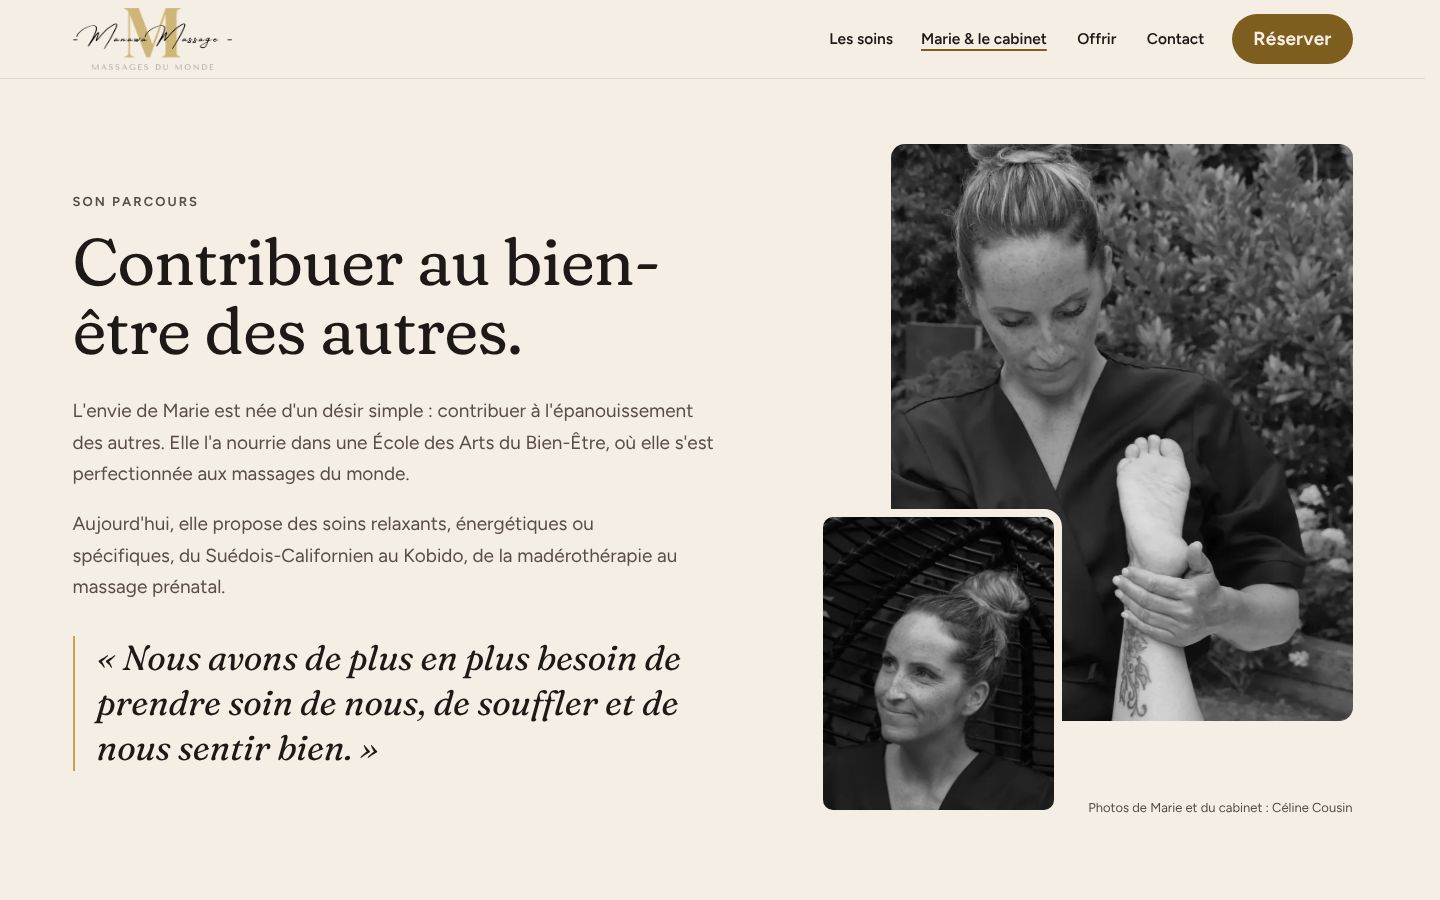 M
- Manawa Massage -
MASSAGES DU MONDE
Les soins
Marie & le cabinet
Offrir
Contact
Réserver
SON PARCOURS
Contribuer au bien-
être des autres.
L'envie de Marie est née d'un désir simple : contribuer à l'épanouissement
des autres. Elle l'a nourrie dans une École des Arts du Bien-Être, où elle s'est
perfectionnée aux massages du monde.
Aujourd'hui, elle propose des soins relaxants, énergétiques ou
spécifiques, du Suédois-Californien au Kobido, de la madérothérapie au
massage prénatal.
« Nous avons de plus en plus besoin de
prendre soin de nous, de souffler et de
nous sentir bien. »
Photos de Marie et du cabinet : Céline Cousin